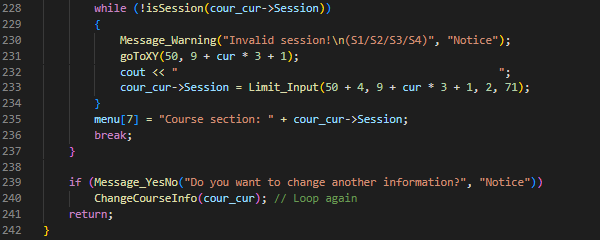 228 while (!isSession(cour_cur->Session))
229 {
230 Message_Warning("Invalid session!\n(S1/S2/S3/S4)", "Notice");
231 goToXY(50, 9 + cur * 3 + 1);
232 cout << "                                                  ";
233 cour_cur->Session = Limit_Input(50 + 4, 9 + cur * 3 + 1, 2, 71);
234 }
235 menu[7] = "Course section: " + cour_cur->Session;
236 break;
237 }
238
239 if (Message_YesNo("Do you want to change another information?", "Notice"))
240 ChangeCourseInfo(cour_cur); // Loop again
241 return;
242 }